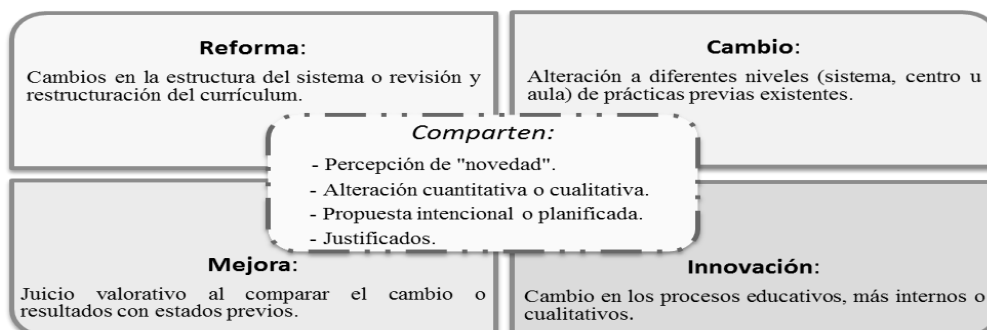 Reforma:
Cambios en la estructura del sistema o revisión y
restructuración del currículum.
Cambio:
Alteración a diferentes niveles (sistema, centro u
aula) de prácticas previas existentes.
Comparten:
- Percepción de "novedad".
- Alteración cuantitativa o cualitativa.
- Propuesta intencional o planificada.
- Justificados.
Mejora:
Juicio valorativo al comparar el cambio o
resultados con estados previos.
Innovación:
Cambio en los procesos educativos, más internos o
cualitativos.